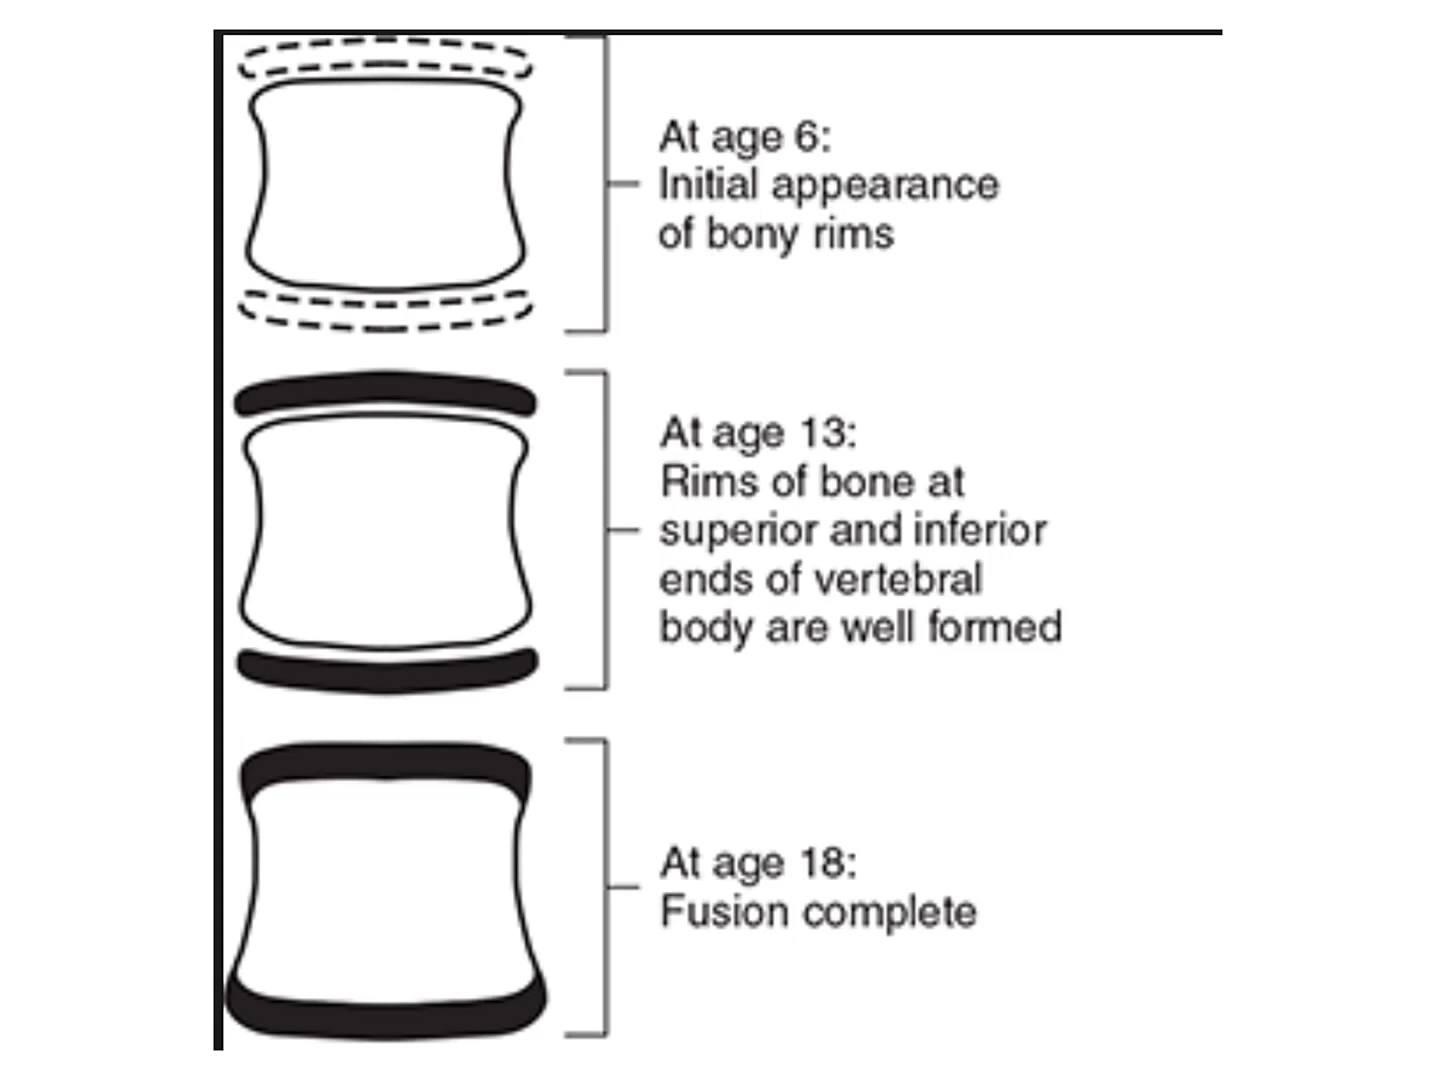 At age 6:
Initial appearance
of bony rims
At age 13:
Rims of bone at
superior and inferior
ends of vertebral
body are well formed
At age 18:
Fusion complete